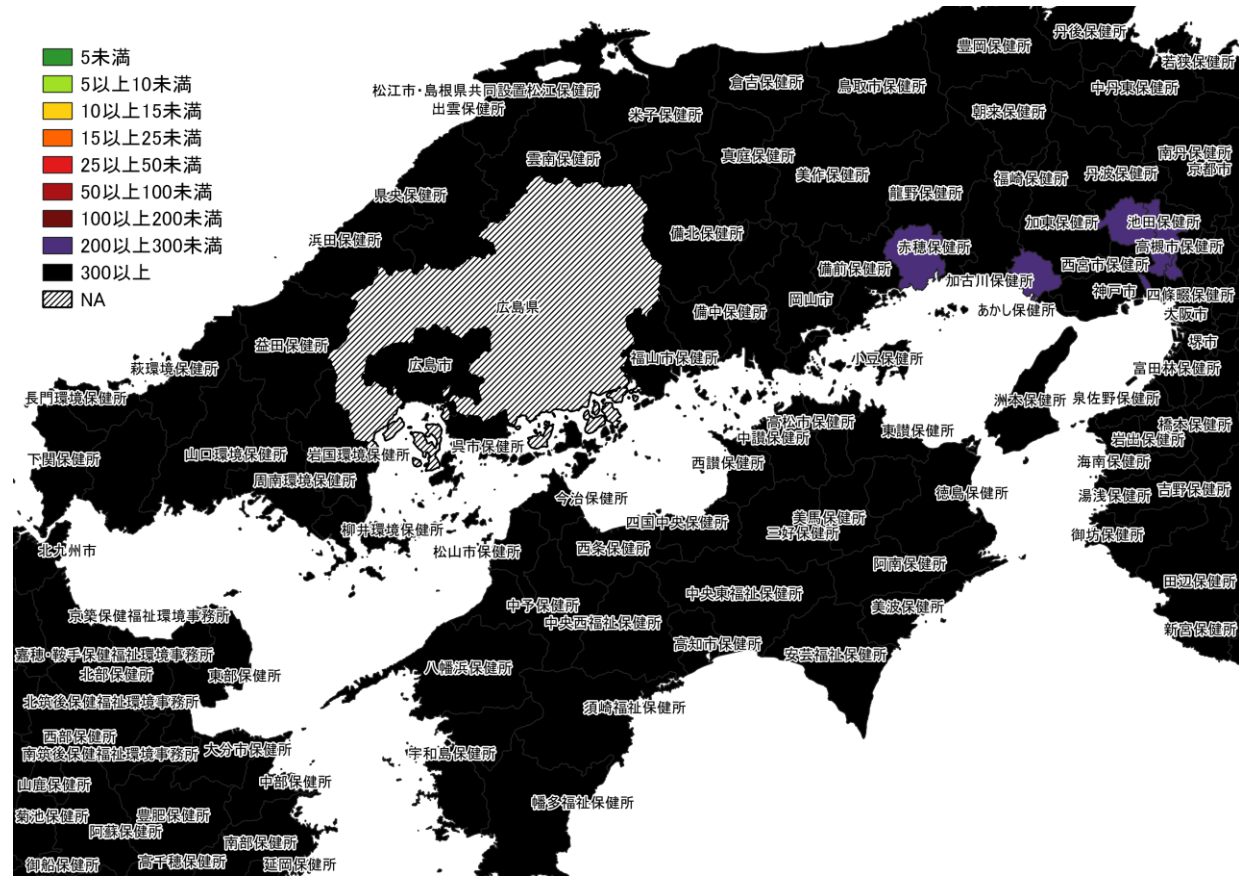 5未満
5以上10未満
10以上15未満
15以上25未満
25以上50未満
50以上100未満
100以上200未満
200以上300未満
300以上
NA
丹後保健所
豊岡保健所
若狭保健所
倉吉保健所
鳥取市保健所
中丹東保健所
松江市・島根県共同設置松江保健所
出雲保健所
米子保健所
朝来保健所
雲南保健所
真庭保健所
美作保健所
南丹保健所
京都市
福崎保健所
丹波保健所
県央保健所
龍野保健所
浜田保健所
備北保健所
加東保健所
池田保健所
赤穂保健所
高槻市保健所
備前保健所
西宮市保健所
加古川保健所
神戸市
四條畷保健所
岡山市
広島県
備中保健所
あかし保健所
大阪市
益田保健所
堺市
萩環境保健所
広島市
福山市保健所
小豆保健所
富田林保健所
長門環境保健所
洲本保健所
泉佐野保健所
高松市保健所
橋本保健所
中讃保健所
東讃保健所
岩出保健所
下関保健所
山口環境保健所
岩国環境保健所
呉市保健所
西讃保健所
海南保健所
周南環境保健所
今治保健所
徳島保健所
湯浅保健所
吉野保健所
柳井環境保健所
四国中央保健所
美馬保健所
三好保健所
御坊保健所
北九州市
松山市保健所
西条保健所
阿南保健所
田辺保健所
中予保健所
中央東福祉保健所
美波保健所
京築保健福祉環境事務所
中央西福祉保健所
新宮保健所
高知市保健所
安芸福祉保健所
嘉穂・鞍手保健福祉環境事務所
北部保健所
東部保健所
八幡浜保健所
北筑後保健福祉環境事務所
須崎福祉保健所
西部保健所
南筑後保健福祉環境事務所
大分市保健所
宇和島保健所
山鹿保健所
中部保健所
幡多福祉保健所
菊池保健所
豊肥保健所
阿蘇保健所
南部保健所
御船保健所
高千穂保健所
延岡保健所